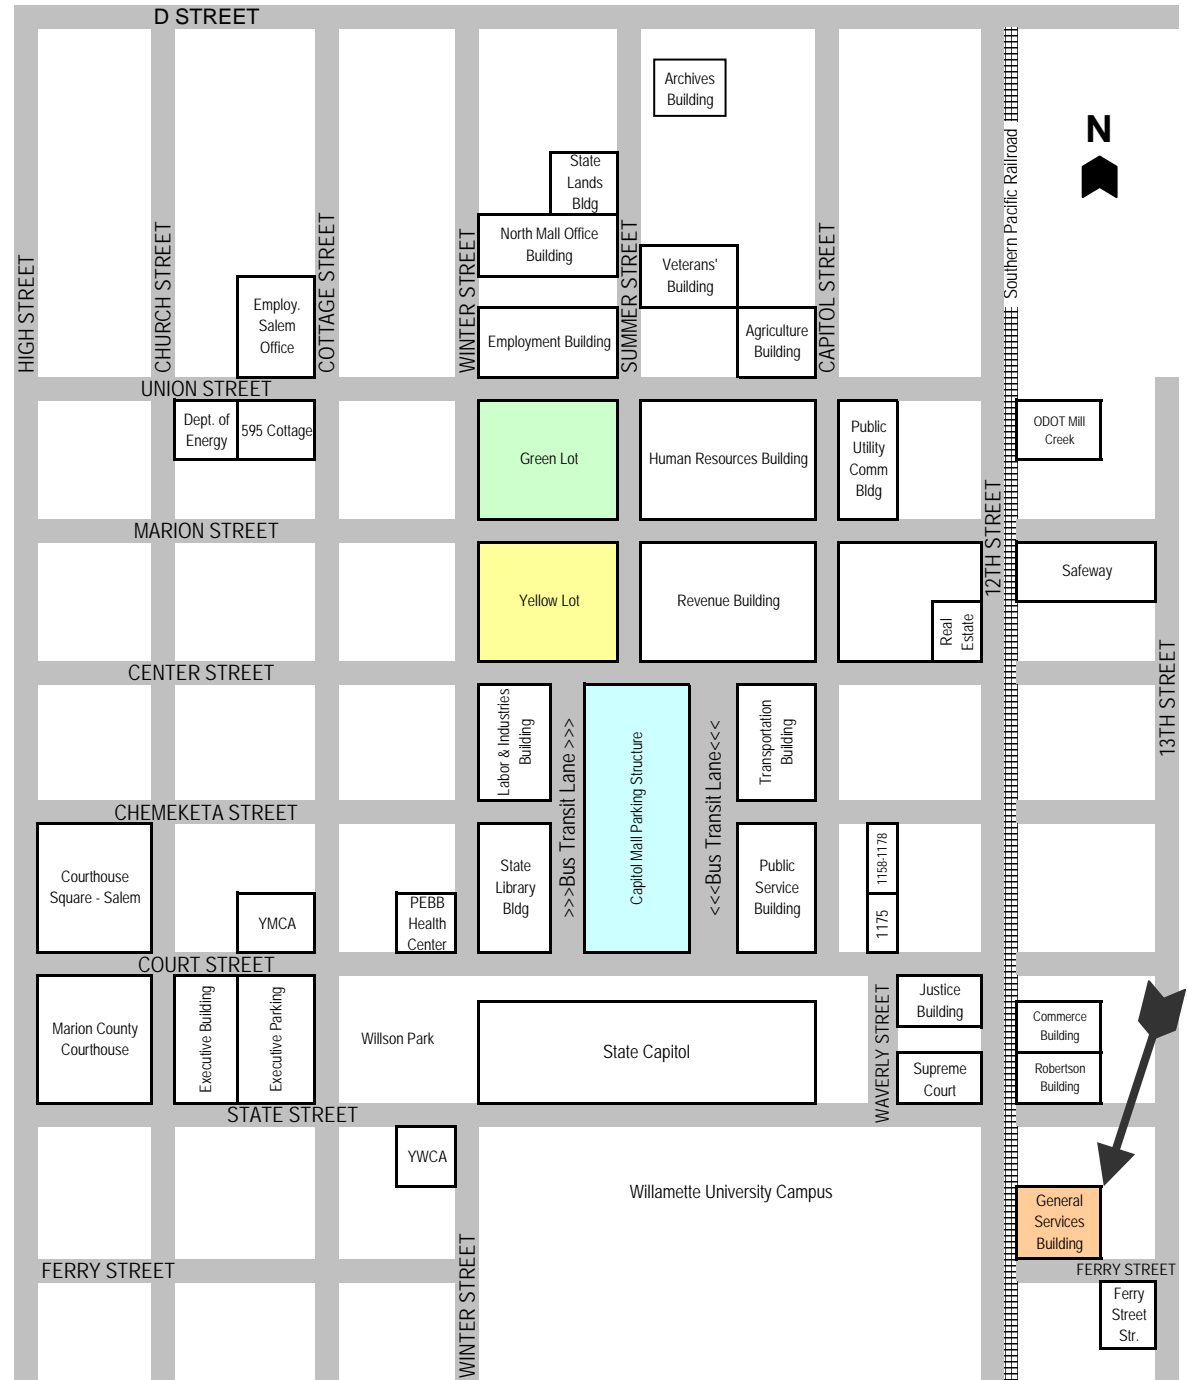 D STREET
Archives
Building
N
State
Lands
Bldg
North Mall Office
Building
Southern Pacific Railroad
HIGH STREET
CHURCH STREET
COTTAGE STREET
WINTER STREET
SUMMER STREET
CAPITOL STREET
Veterans'
Building
Employ.
Salem
Office
Employment Building
Agriculture
Building
UNION STREET
Dept. of
Energy
595 Cottage
Green Lot
Human Resources Building
Public
Utility
Comm
Bldg
ODOT Mill
Creek
12TH STREET
MARION STREET
Yellow Lot
Revenue Building
Real
Estate
Safeway
CENTER STREET
13TH STREET
Labor & Industries
Building
>>>Bus Transit Lane >>>
Capitol Mall Parking Structure
<<<Bus Transit Lane<<<
Transportation
Building
CHEMEKETA STREET
Courthouse
Square - Salem
YMCA
PEBB
Health
Center
State
Library
Bldg
Public
Service
Building
1158-1178
1175
COURT STREET
Marion County
Courthouse
Executive Building
Executive Parking
Willson Park
State Capitol
WAVERLY STREET
Justice
Building
Supreme
Court
Commerce
Building
Robertson
Building
STATE STREET
YWCA
Willamette University Campus
General
Services
Building
WINTER STREET
FERRY STREET
FERRY STREET
Ferry
Street
Str.